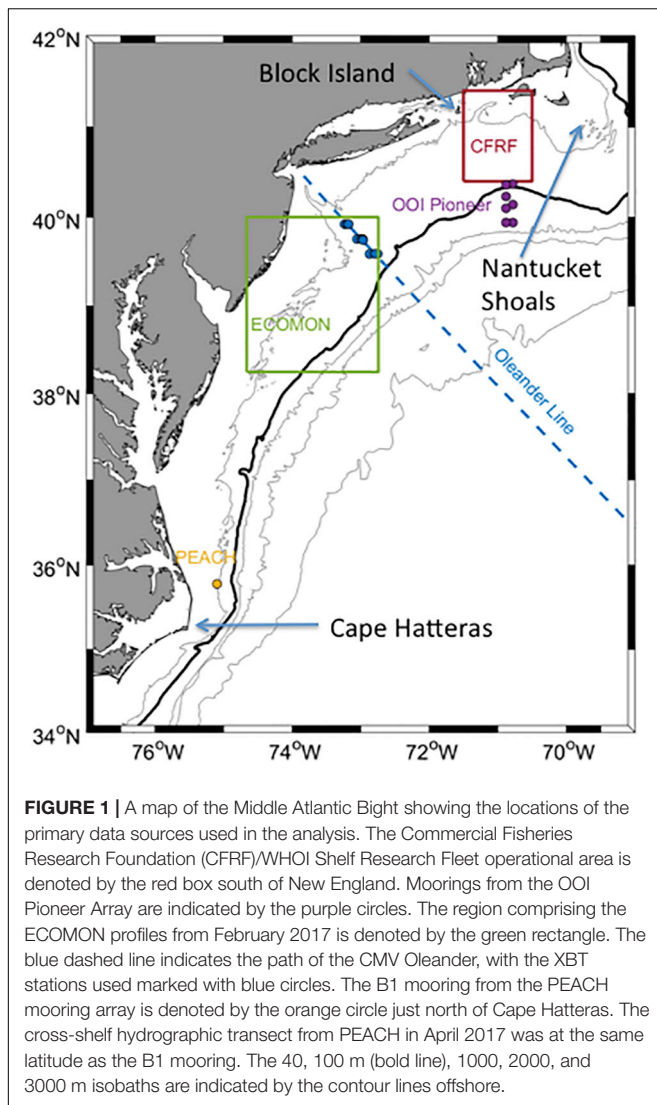 42°N
Block Island
CFRF
OOI Pioneer
40°N
Nantucket
Shoals
ECOMON
Oleander Line
38°N
PEACH
36°N
Cape Hatteras
34°N
76°W 74°W 72°W 70°W
FIGURE 1 | A map of the Middle Atlantic Bight showing the locations of the
primary data sources used in the analysis. The Commercial Fisheries
Research Foundation (CFRF)/WHOI Shelf Research Fleet operational area is
denoted by the red box south of New England. Moorings from the OOI
Pioneer Array are indicated by the purple circles. The region comprising the
ECOMON profiles from February 2017 is denoted by the green rectangle. The
blue dashed line indicates the path of the CMV Oleander, with the XBT
stations used marked with blue circles. The B1 mooring from the PEACH
mooring array is denoted by the orange circle just north of Cape Hatteras. The
cross-shelf hydrographic transect from PEACH in April 2017 was at the same
latitude as the B1 mooring. The 40, 100 m (bold line), 1000, 2000, and
3000 m isobaths are indicated by the contour lines offshore.